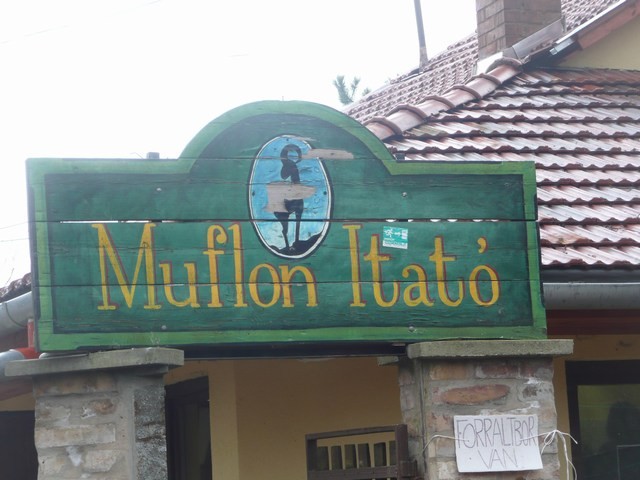 Muflon Itató
FORRALTBOR
VAN